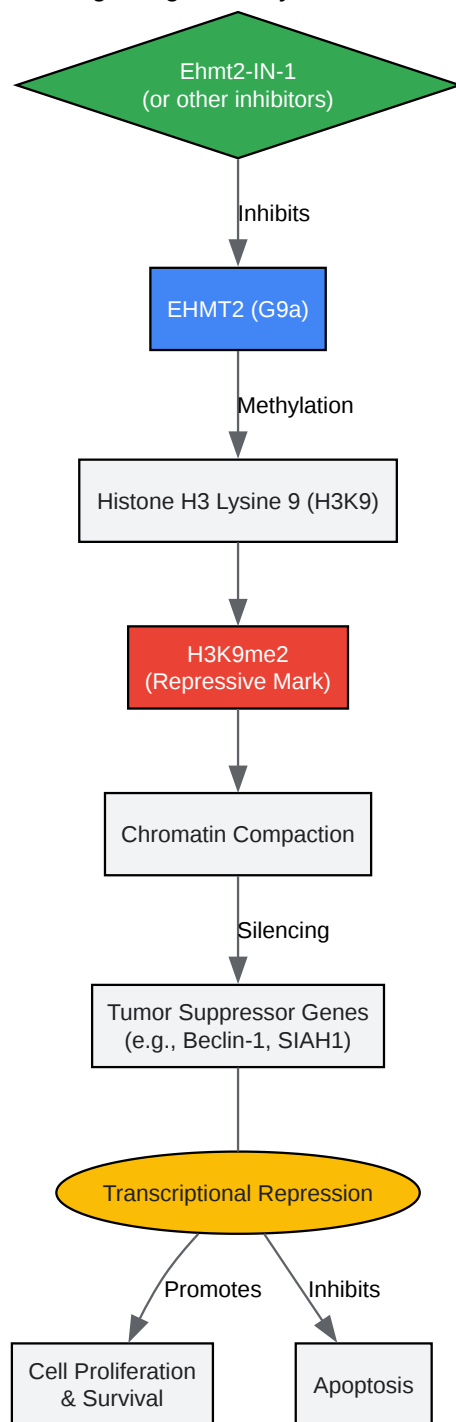 Ehmt2-IN-1
(or other inhibitors)
Inhibits
EHMT2 (G9a)
Methylation
Histone H3 Lysine 9 (H3K9)
H3K9me2
(Repressive Mark)
Chromatin Compaction
Silencing
Tumor Suppressor Genes
(e.g., Beclin-1, SIAH1)
Transcriptional Repression
Promotes
Inhibits
Cell Proliferation
& Survival
Apoptosis